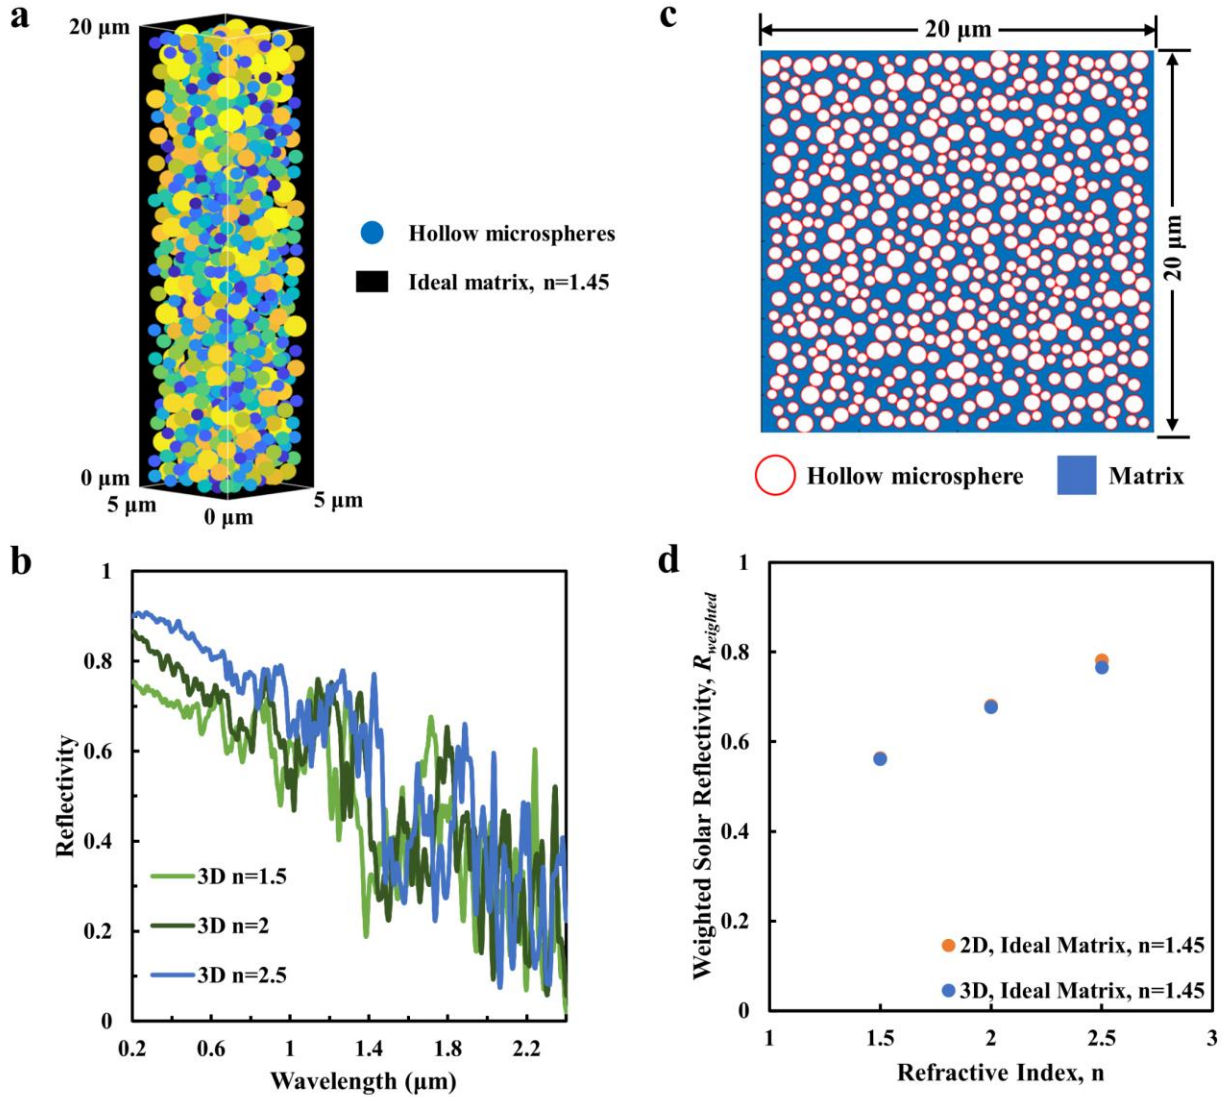 a
20 µm
0 µm
5 µm
0 µm
5 µm
Hollow microspheres
Ideal matrix, n=1.45
c
20 µm
20 µm
Hollow microsphere
Matrix
b
Reflectivity
1
0.8
0.6
0.4
0.2
0
3D n=1.5
3D n=2
3D n=2.5
0.2
0.6
1
1.4
1.8
2.2
Wavelength (µm)
d
Weighted Solar Reflectivity, Rweighted
1
0.8
0.6
0.4
0.2
0
2D, Ideal Matrix, n=1.45
3D, Ideal Matrix, n=1.45
1
1.5
2
2.5
3
Refractive Index, n